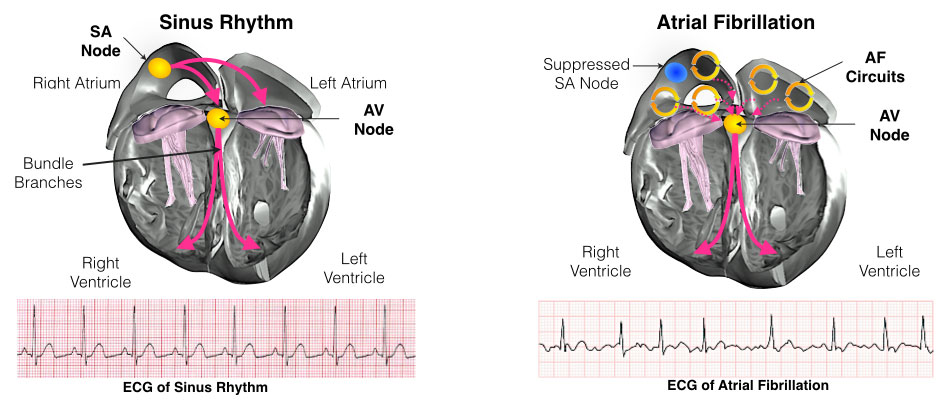 Sinus Rhythm
SA
Node
Right Atrium
Left Atrium
AV
Node
Bundle
Branches
Right
Ventricle
Left
Ventricle
ECG of Sinus Rhythm
Atrial Fibrillation
Suppressed
SA Node
AF
Circuits
AV
Node
Right
Ventricle
Left
Ventricle
ECG of Atrial Fibrillation